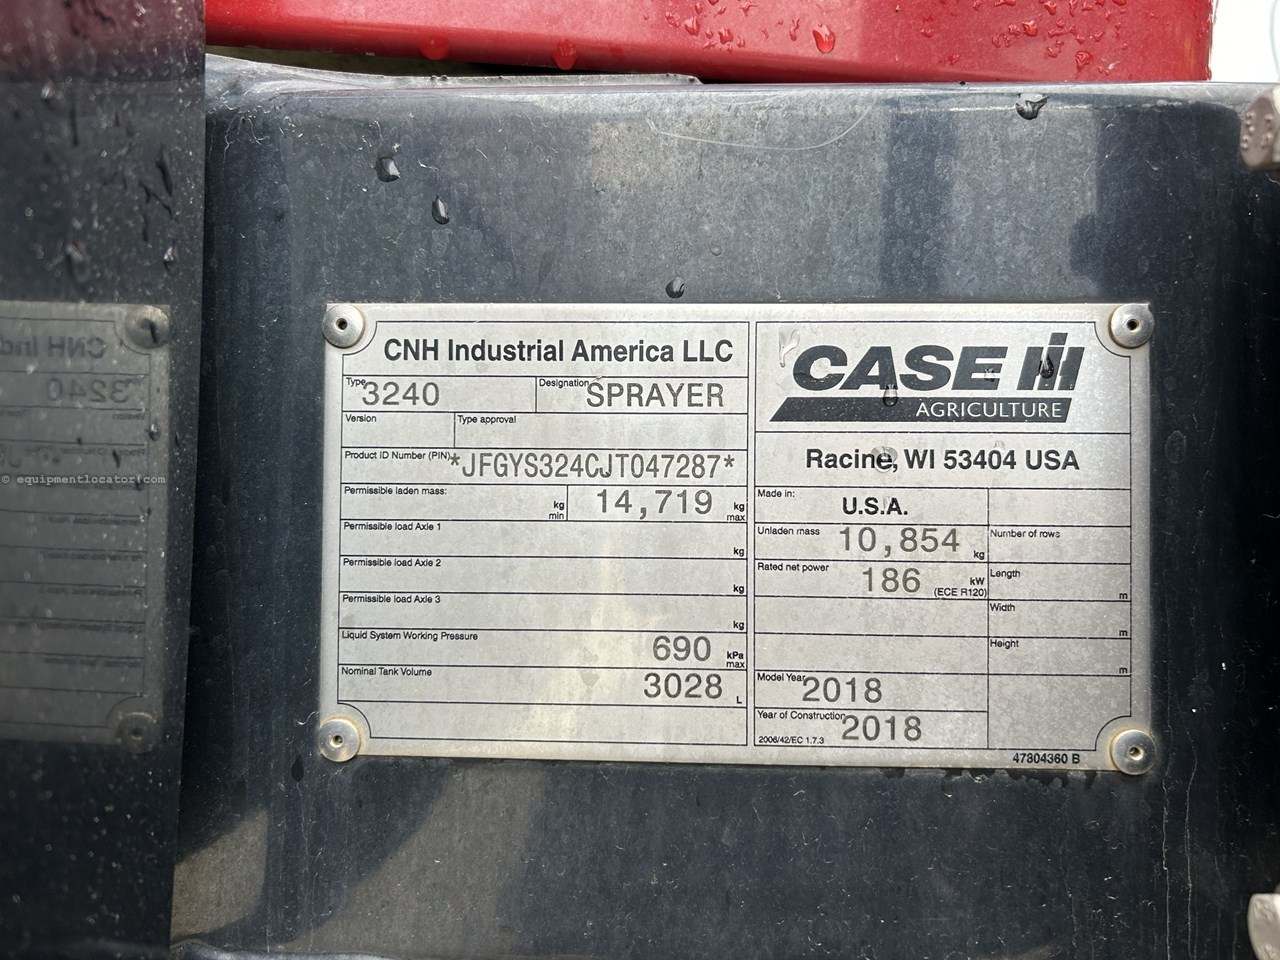 CNH Industrial America LLC
Type 3240
Designation SPRAYER
Version
Type approval
Product ID Number (PIN) *JFGYS324CJT047287*
Permissible laden mass: kg min 14,719 kg max
Permissible load Axle 1 kg
Permissible load Axle 2 kg
Permissible load Axle 3 kg
Liquid System Working Pressure 690 kPa max
Nominal Tank Volume 3028 L
CASE IH
AGRICULTURE
Racine, WI 53404 USA
Made in: U.S.A.
Unladen mass 10,854 kg
Number of rows
Rated net power 186 kW (ECE R120)
Length m
Width m
Height m
Model Year 2018
Year of Construction 2018
2006/42/EC 1.7.3
47804360 B
CNH Ind
3240
© equipmentlocator.com